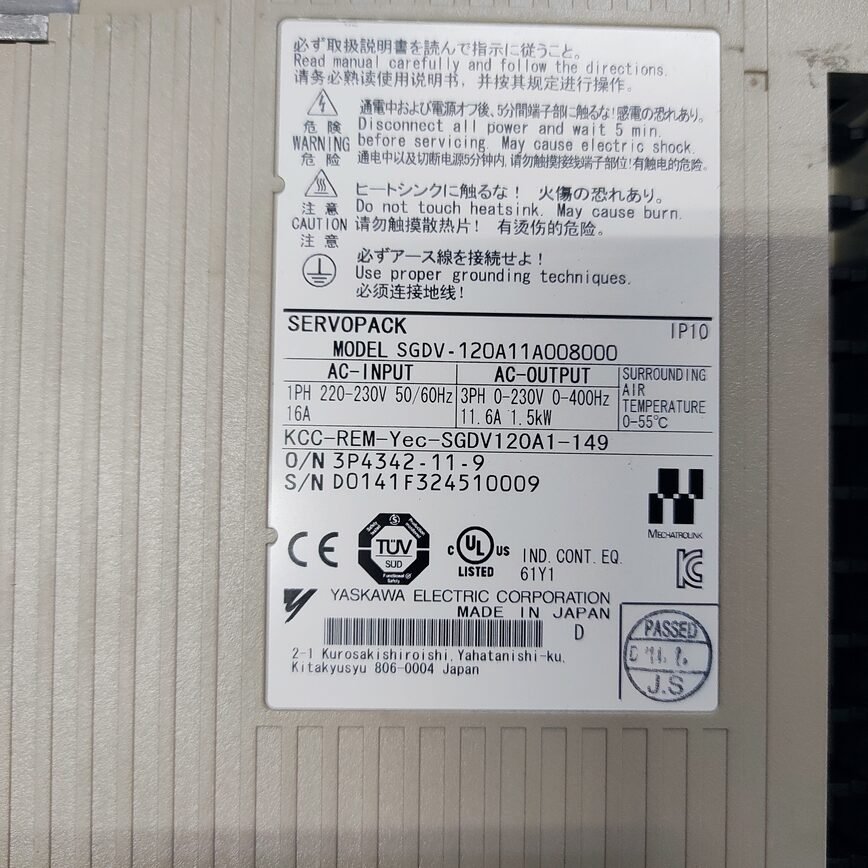 必ず取扱説明書を読んで指示に従うこと。
Read manual carefully and follow the directions.
请务必熟读使用说明书，并按其规定进行操作。
危険
WARNING
危险
通電中および電源オフ後、5分間端子部に触るな!感電の恐れあり。
Disconnect all power and wait 5 min.
before servicing. May cause electric shock.
通电中以及切断电源5分钟内,请勿触摸接线端子部位!有触电的危险。
注意
CAUTION
注意
ヒートシンクに触るな! 火傷の恐れあり。
Do not touch heatsink. May cause burn.
请勿触摸散热片! 有烫伤的危险。
必ずアース線を接続せよ!
Use proper grounding techniques.
必须连接地线!
SERVOPACK IP10
MODEL SGDV-120A11A008000
AC-INPUT
1PH 220-230V 50/60Hz
16A
AC-OUTPUT
3PH 0-230V 0-400Hz
11.6A 1.5kW
SURROUNDING
AIR
TEMPERATURE
0-55℃
KCC-REM-Yec-SGDV120A1-149
O/N 3P4342-11-9
S/N D0141F324510009
MECHATROLINK
CE
TÜV
SÜD
Functional
Safety
C UL US
LISTED
IND. CONT. EQ.
61Y1
YASKAWA ELECTRIC CORPORATION
MADE IN JAPAN
D
2-1 Kurosakishiroishi, Yahatanishi-ku,
Kitakyusyu 806-0004 Japan
PASSED
J.S